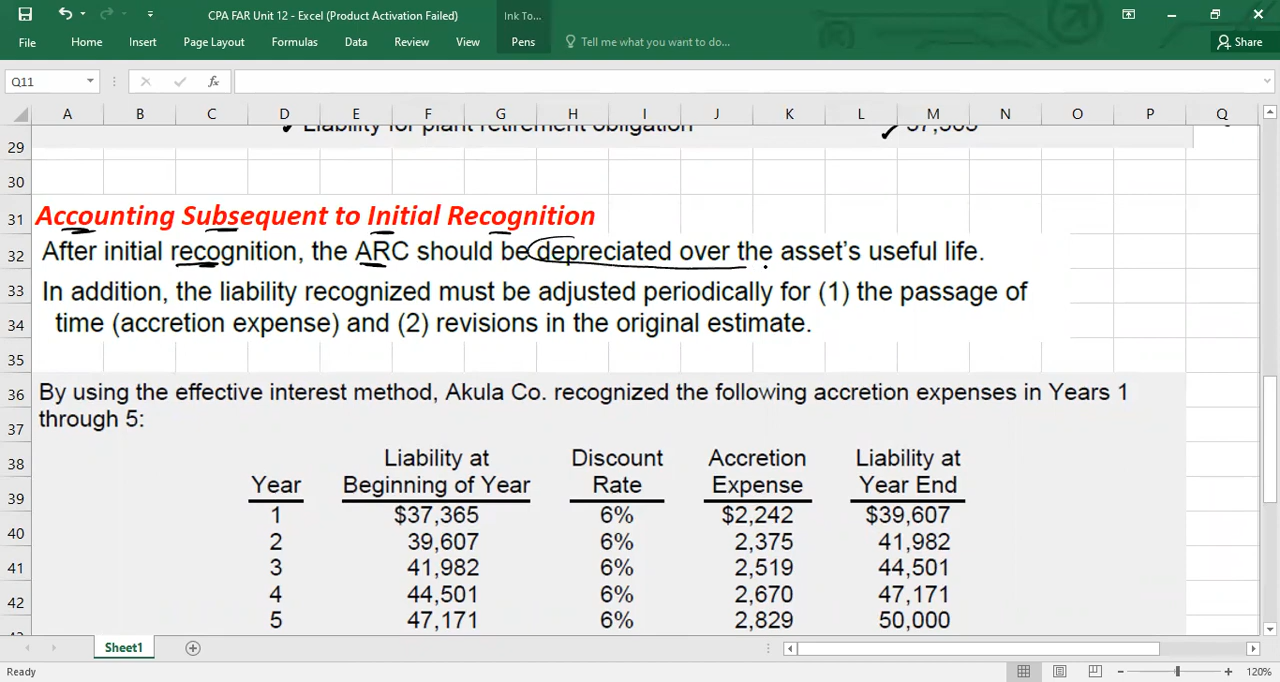 CPA FAR Unit 12 - Excel (Product Activation Failed)
Ink To...
File Home Insert Page Layout Formulas Data Review View Pens Tell me what you want to do... Share
Q11 fx
A B C D E F G H I J K L M N O P Q
Liability for plant retirement obligation 37,365
29
30
31 Accounting Subsequent to Initial Recognition
32 After initial recognition, the ARC should be depreciated over the asset's useful life.
33 In addition, the liability recognized must be adjusted periodically for (1) the passage of
34 time (accretion expense) and (2) revisions in the original estimate.
35
36 By using the effective interest method, Akula Co. recognized the following accretion expenses in Years 1
37 through 5:
38 Liability at Discount Accretion Liability at
39 Year Beginning of Year Rate Expense Year End
1 $37,365 6% $2,242 $39,607
40
2 39,607 6% 2,375 41,982
41 3 41,982 6% 2,519 44,501
42 4 44,501 6% 2,670 47,171
5 47,171 6% 2,829 50,000
Sheet1
Ready 120%